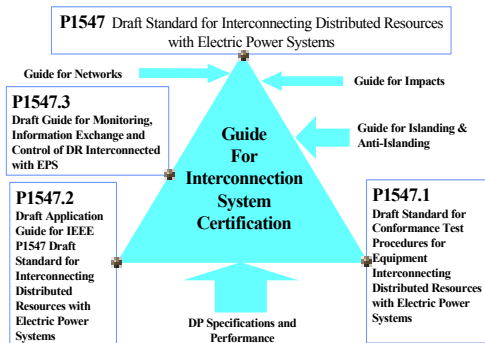 P1547 Draft Standard for Interconnecting Distributed Resources
with Electric Power Systems
Guide for Networks
Guide for Impacts
P1547.3
Draft Guide for Monitoring,
Information Exchange and
Control of DR Interconnected
with EPS
Guide for Islanding &
Anti-Islanding
Guide
For
Interconnection
System
Certification
P1547.2
Draft Application
Guide for IEEE
P1547 Draft
Standard for
Interconnecting
Distributed
Resources with
Electric Power
Systems
P1547.1
Draft Standard for
Conformance Test
Procedures for
Equipment
Interconnecting
Distributed Resources
with Electric Power
Systems
DP Specifications and
Performance